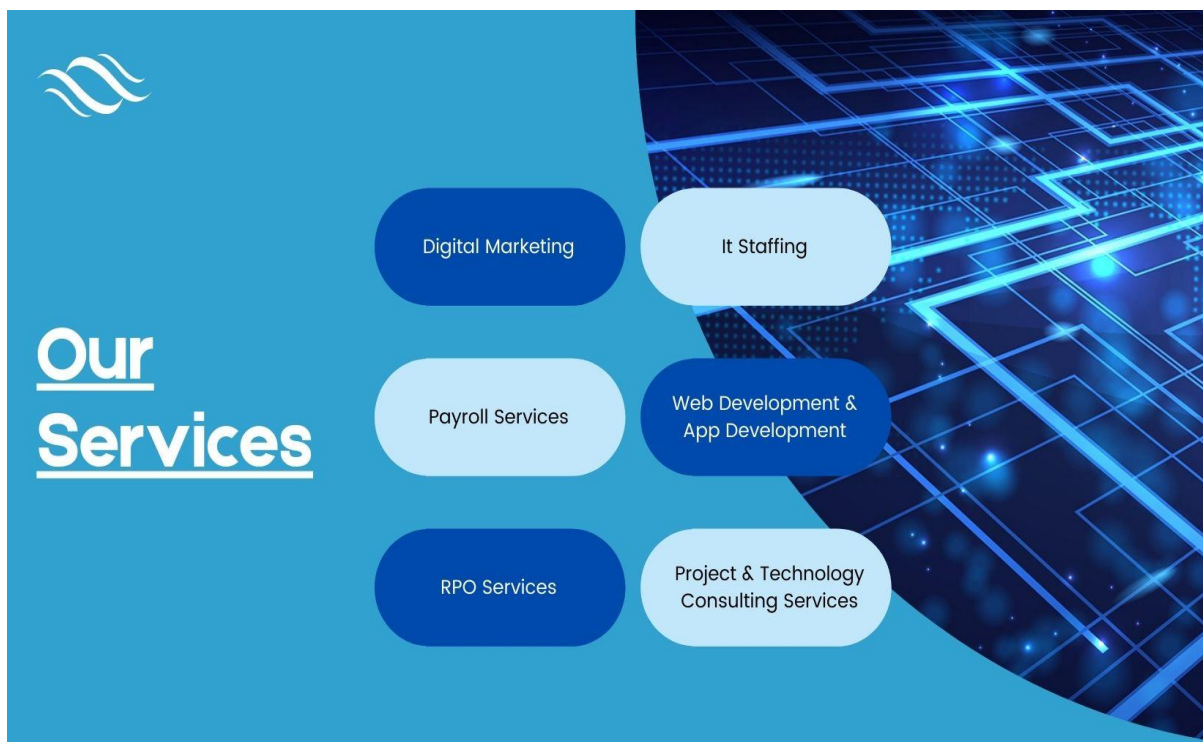 Our
Services
Digital Marketing
It Staffing
Payroll Services
Web Development &
App Development
RPO Services
Project & Technology
Consulting Services